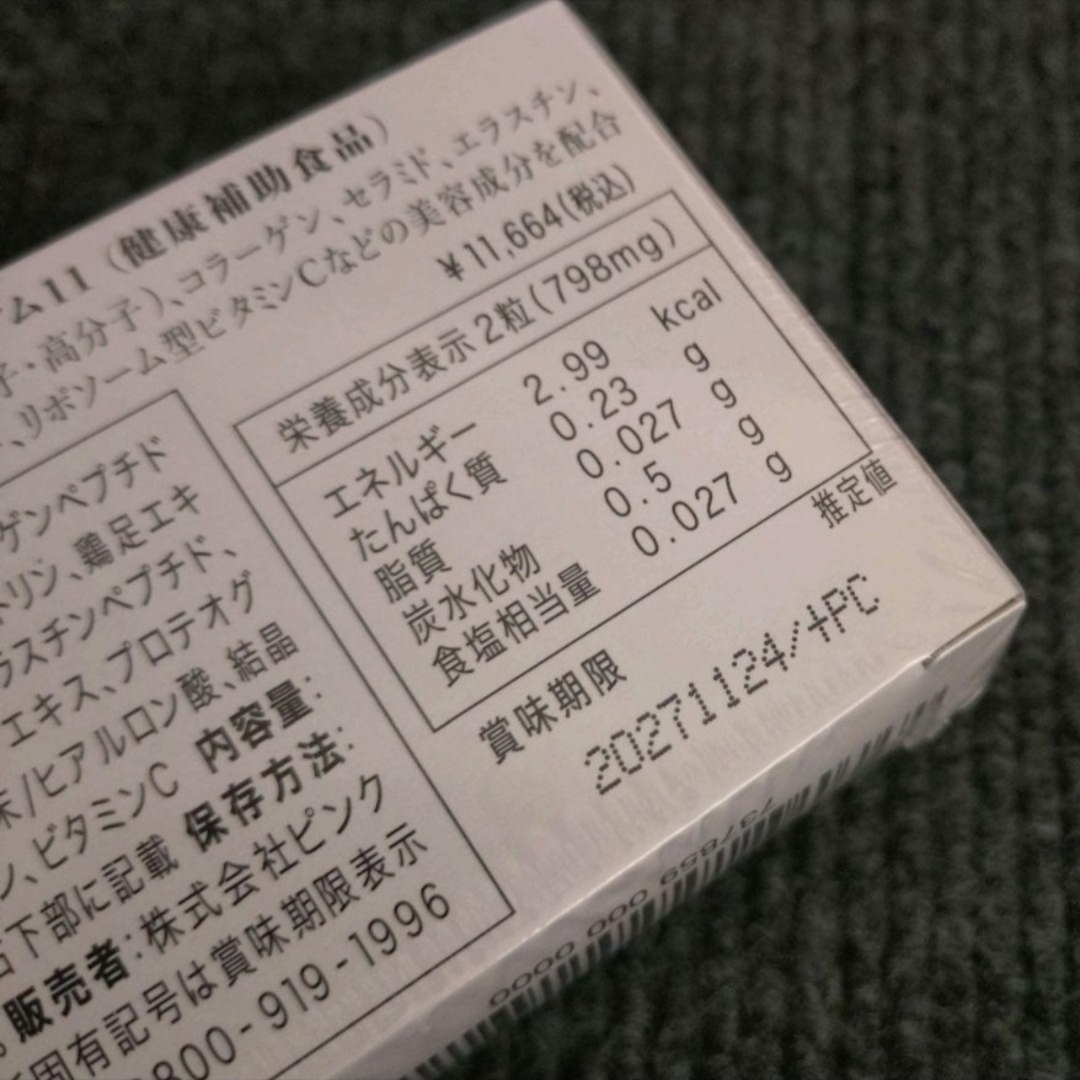 ム11（健康補助食品）
子・高分子）、コラーゲン、セラミド、エラスチン、
、リポソーム型ビタミンCなどの美容成分を配合
¥11,664(税込)
栄養成分表示 2粒(798mg)
エネルギー 2.99 kcal
たんぱく質 0.23 g
脂質 0.027 g
炭水化物 0.5 g
食塩相当量 0.027 g
推定値
賞味期限
20271124/+PC
ゲンペプチド
トリン、鶏足エキ
ラスチンペプチド、
エキス、プロテオグ
末/ヒアルロン酸、結晶
ン、ビタミンC 内容量:
下部に記載 保存方法:
販売者:株式会社ピンク
固有記号は賞味期限表示
0800-919-1996